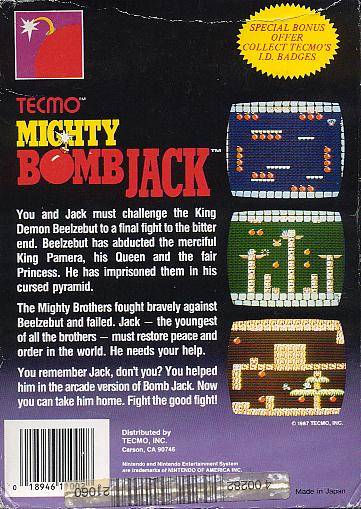 SPECIAL BONUS
OFFER
COLLECT TECMO'S
I.D. BADGES
TECMO™
MIGHTY
BOMB JACK™
You and Jack must challenge the King
Demon Beelzebut to a final fight to the bitter
end. Beelzebut has abducted the merciful
King Pamera, his Queen and the fair
Princess. He has imprisoned them in his
cursed pyramid.
The Mighty Brothers fought bravely against
Beelzebut and failed. Jack — the youngest
of all the brothers — must restore peace and
order in the world. He needs your help.
You remember Jack, don't you? You helped
him in the arcade version of Bomb Jack. Now
you can take him home. Fight the good fight!
© 1987 TECMO, INC.
Distributed by
TECMO, INC.
Carson, CA 90746
Nintendo and Nintendo Entertainment System
are trademarks of NINTENDO OF AMERICA INC.
0 18946
Made in Japan